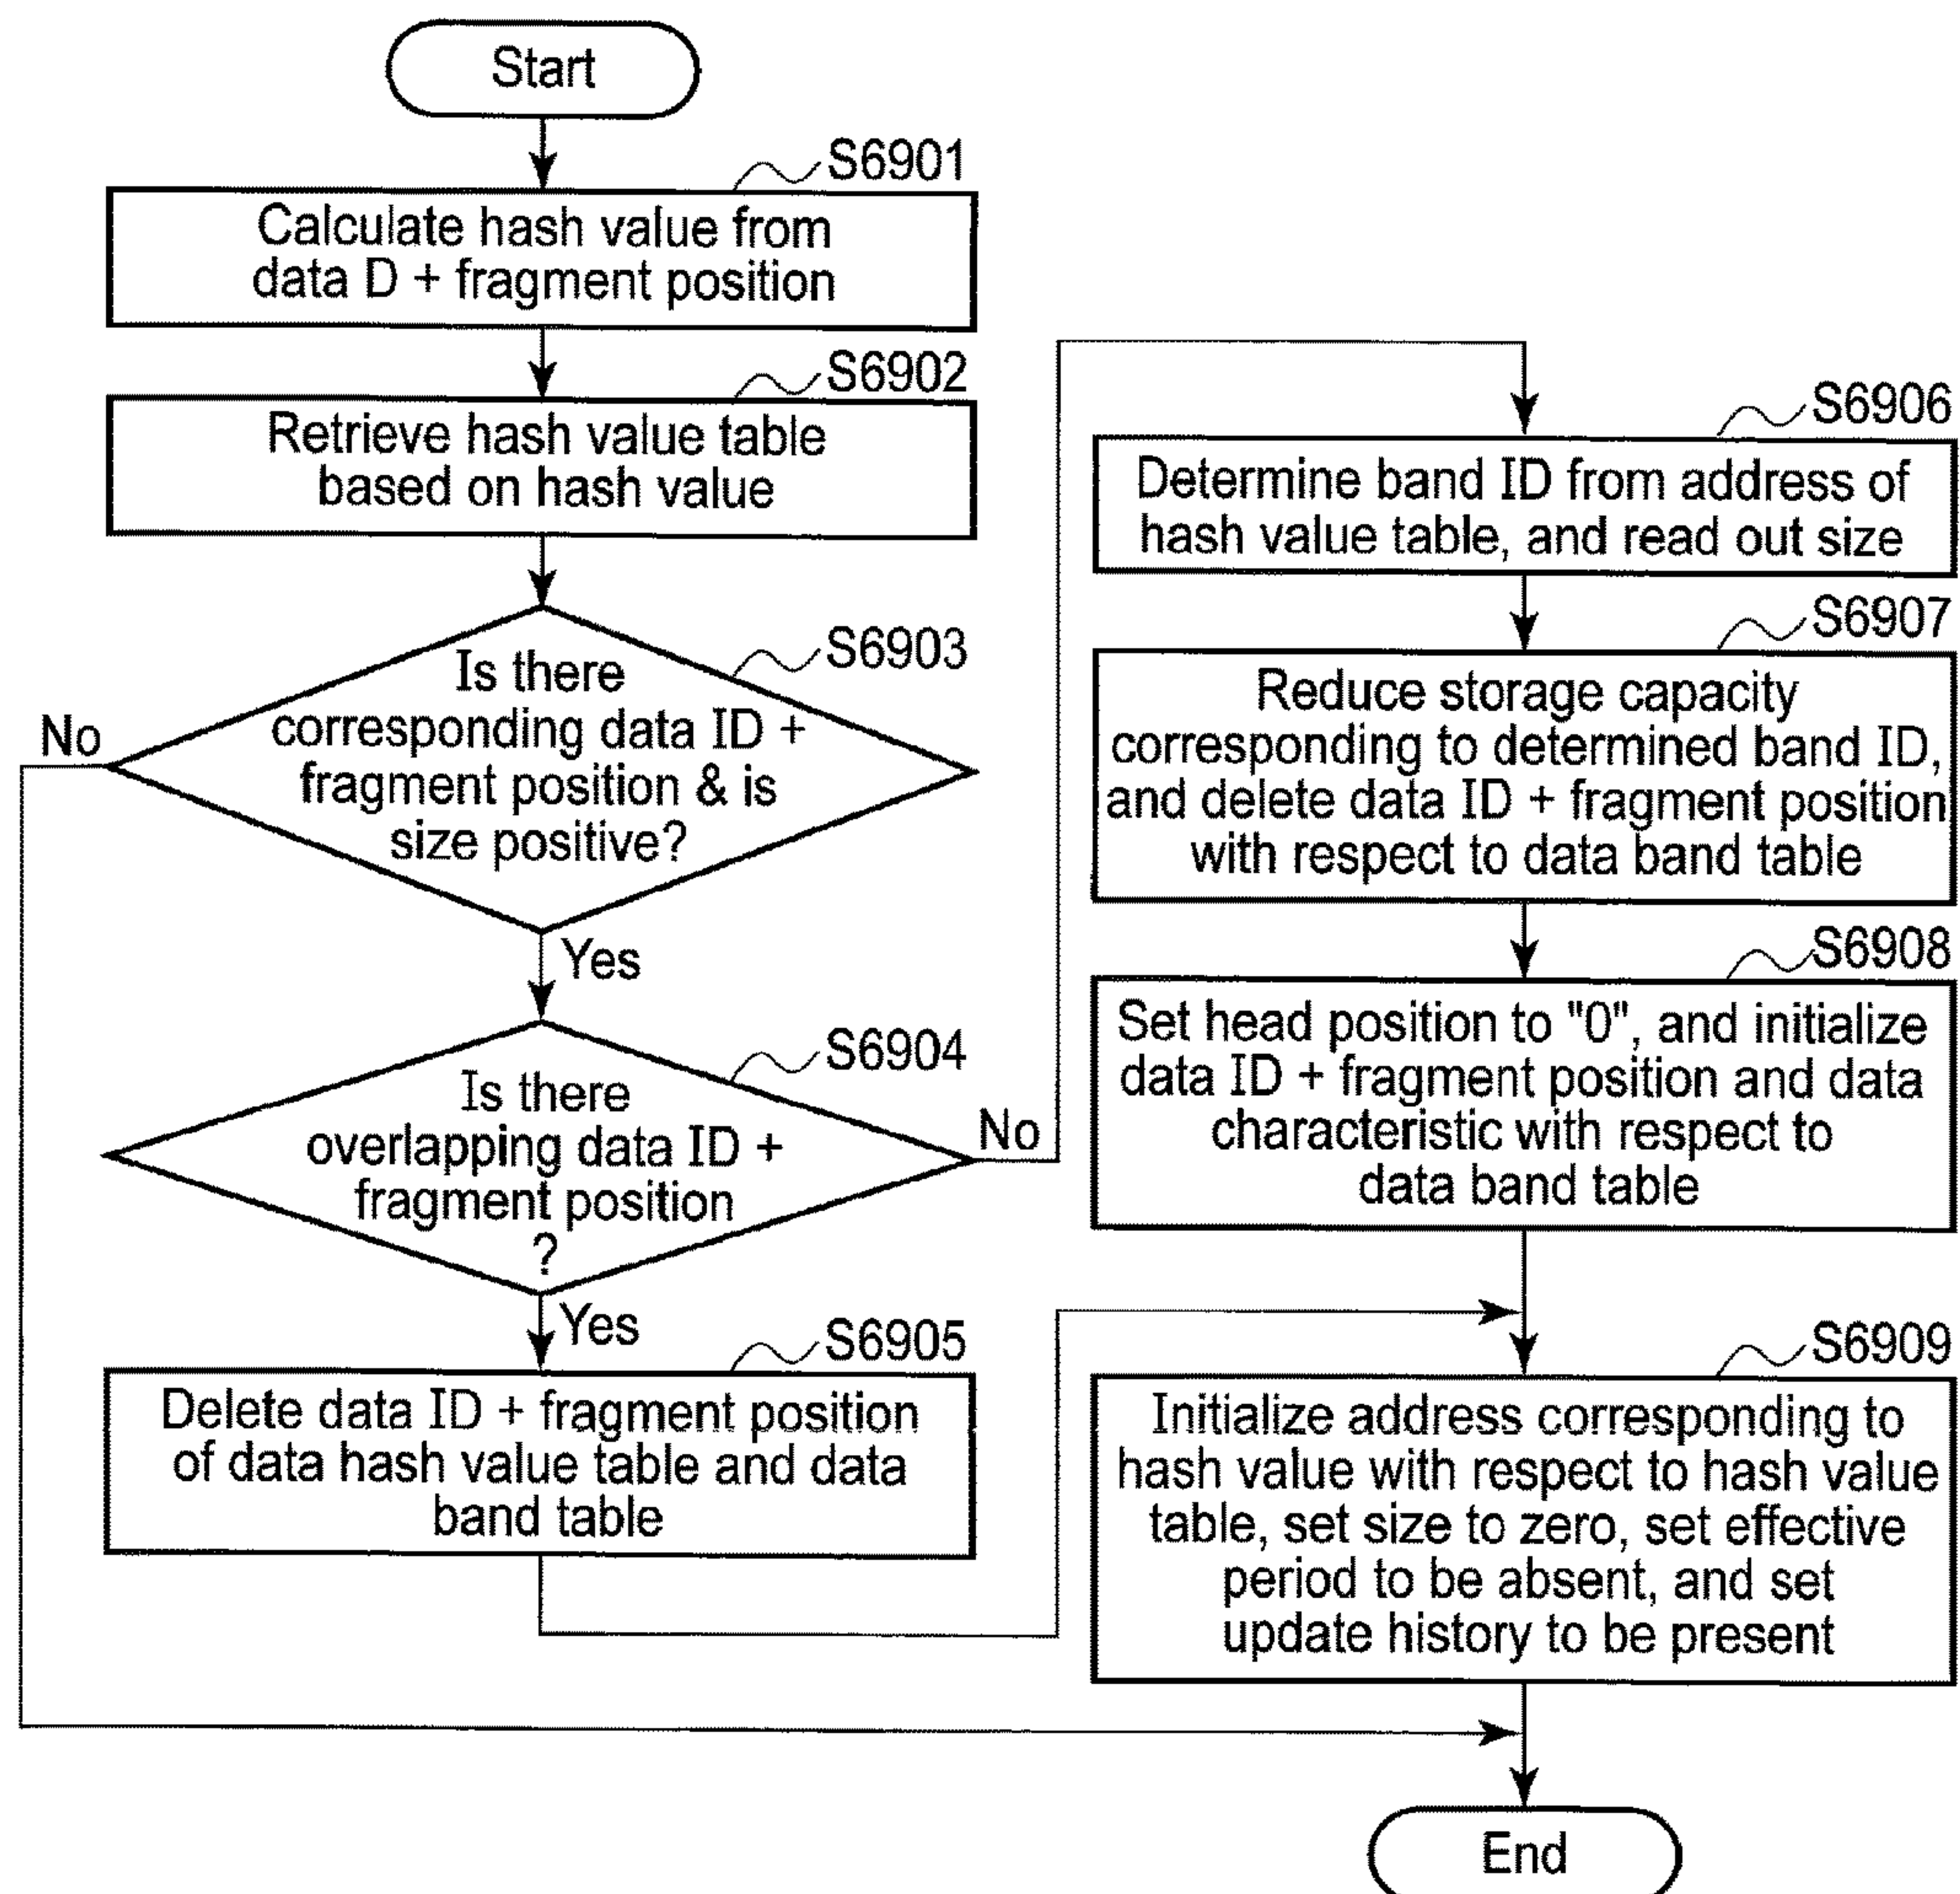 Start
S6901
Calculate hash value from
data D + fragment position
S6902
Retrieve hash value table
based on hash value
S6903
Is there
corresponding data ID +
fragment position & is
size positive?
No
Yes
S6904
Is there
overlapping data ID +
fragment position
?
No
Yes
S6905
Delete data ID + fragment position
of data hash value table and data
band table
S6906
Determine band ID from address of
hash value table, and read out size
S6907
Reduce storage capacity
corresponding to determined band ID,
and delete data ID + fragment position
with respect to data band table
S6908
Set head position to "0", and initialize
data ID + fragment position and data
characteristic with respect to
data band table
S6909
Initialize address corresponding to
hash value with respect to hash value
table, set size to zero, set effective
period to be absent, and set
update history to be present
End